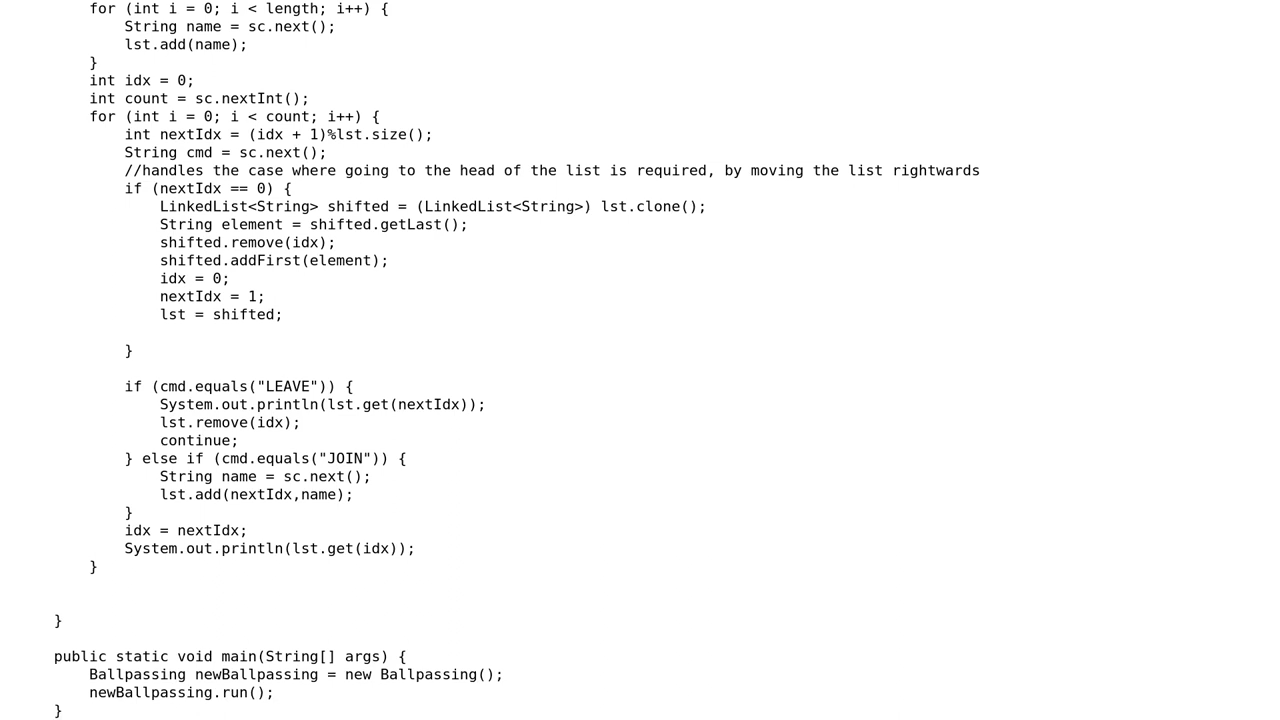 for (int i = 0; i < length; i++) {
String name = sc.next();
lst.add(name);
}
int idx = 0;
int count = sc.nextInt();
for (int i = 0; i < count; i++) {
int nextIdx = (idx + 1)%lst.size();
String cmd = sc.next();
//handles the case where going to the head of the list is required, by moving the list rightwards
if (nextIdx == 0) {
LinkedList<String> shifted = (LinkedList<String>) lst.clone();
String element = shifted.getLast();
shifted.remove(idx);
shifted.addFirst(element);
idx = 0;
nextIdx = 1;
lst = shifted;
}
if (cmd.equals("LEAVE")) {
System.out.println(lst.get(nextIdx));
lst.remove(idx);
continue;
} else if (cmd.equals("JOIN")) {
String name = sc.next();
lst.add(nextIdx,name);
}
idx = nextIdx;
System.out.println(lst.get(idx));
}
}
public static void main(String[] args) {
Ballpassing newBallpassing = new Ballpassing();
newBallpassing.run();
}